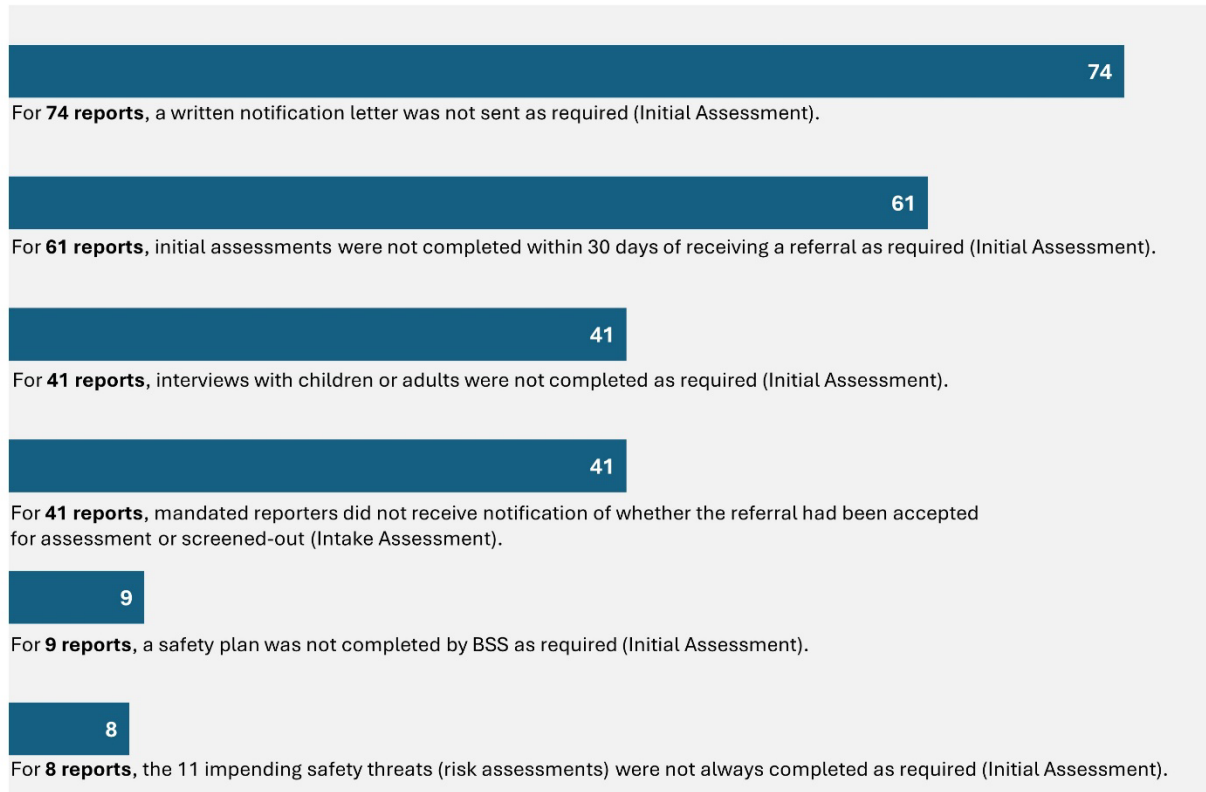 74
For 74 reports, a written notification letter was not sent as required (Initial Assessment).
61
For 61 reports, initial assessments were not completed within 30 days of receiving a referral as required (Initial Assessment).
41
For 41 reports, interviews with children or adults were not completed as required (Initial Assessment).
41
For 41 reports, mandated reporters did not receive notification of whether the referral had been accepted
for assessment or screened-out (Intake Assessment).
9
For 9 reports, a safety plan was not completed by BSS as required (Initial Assessment).
8
For 8 reports, the 11 impending safety threats (risk assessments) were not always completed as required (Initial Assessment).